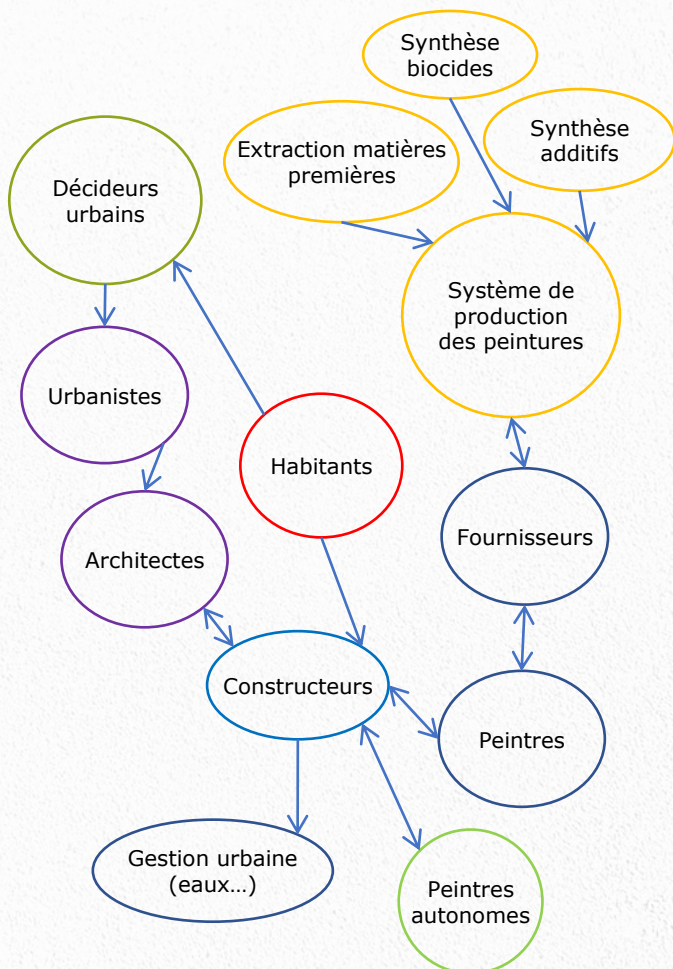 Synthèse
biocides
Extraction matières
premières
Synthèse
additifs
Décideurs
urbains
Système de
production
des peintures
Urbanistes
Habitants
Fournisseurs
Architectes
Constructeurs
Peintres
Gestion urbaine
(eaux…)
Peintres
autonomes